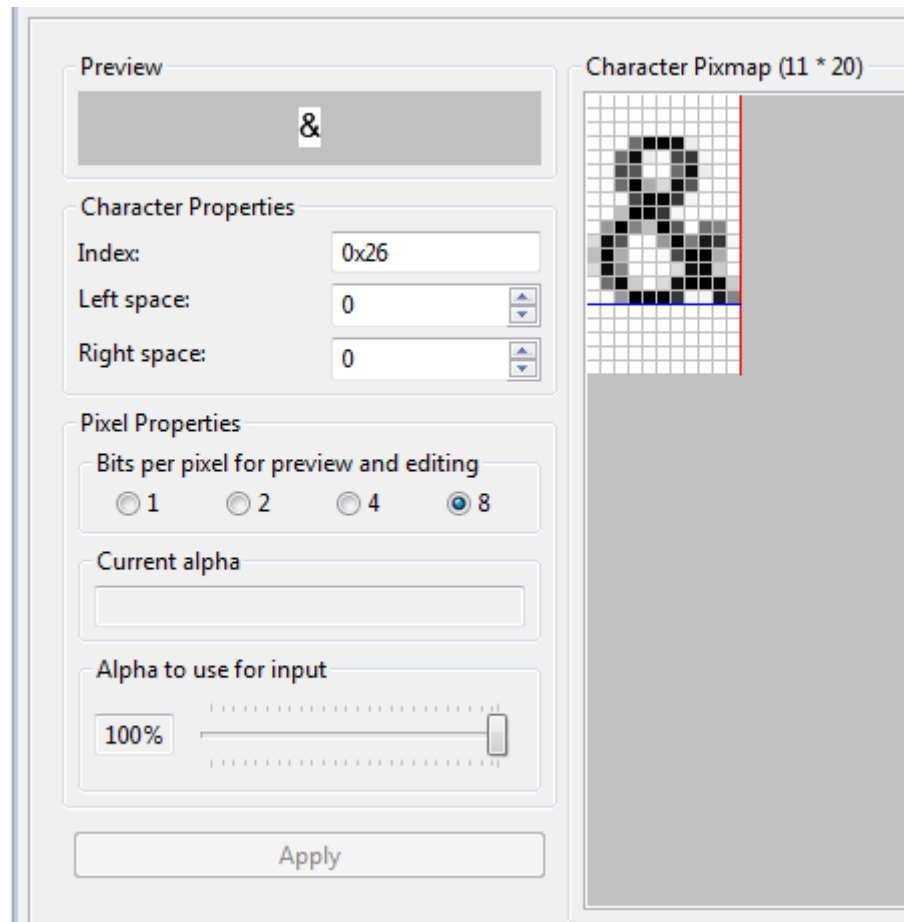 Preview
&
Character Properties
Index: 0x26
Left space: 0
Right space: 0
Pixel Properties
Bits per pixel for preview and editing
1 2 4 8
Current alpha
Alpha to use for input
100%
Apply
Character Pixmap (11 * 20)
&